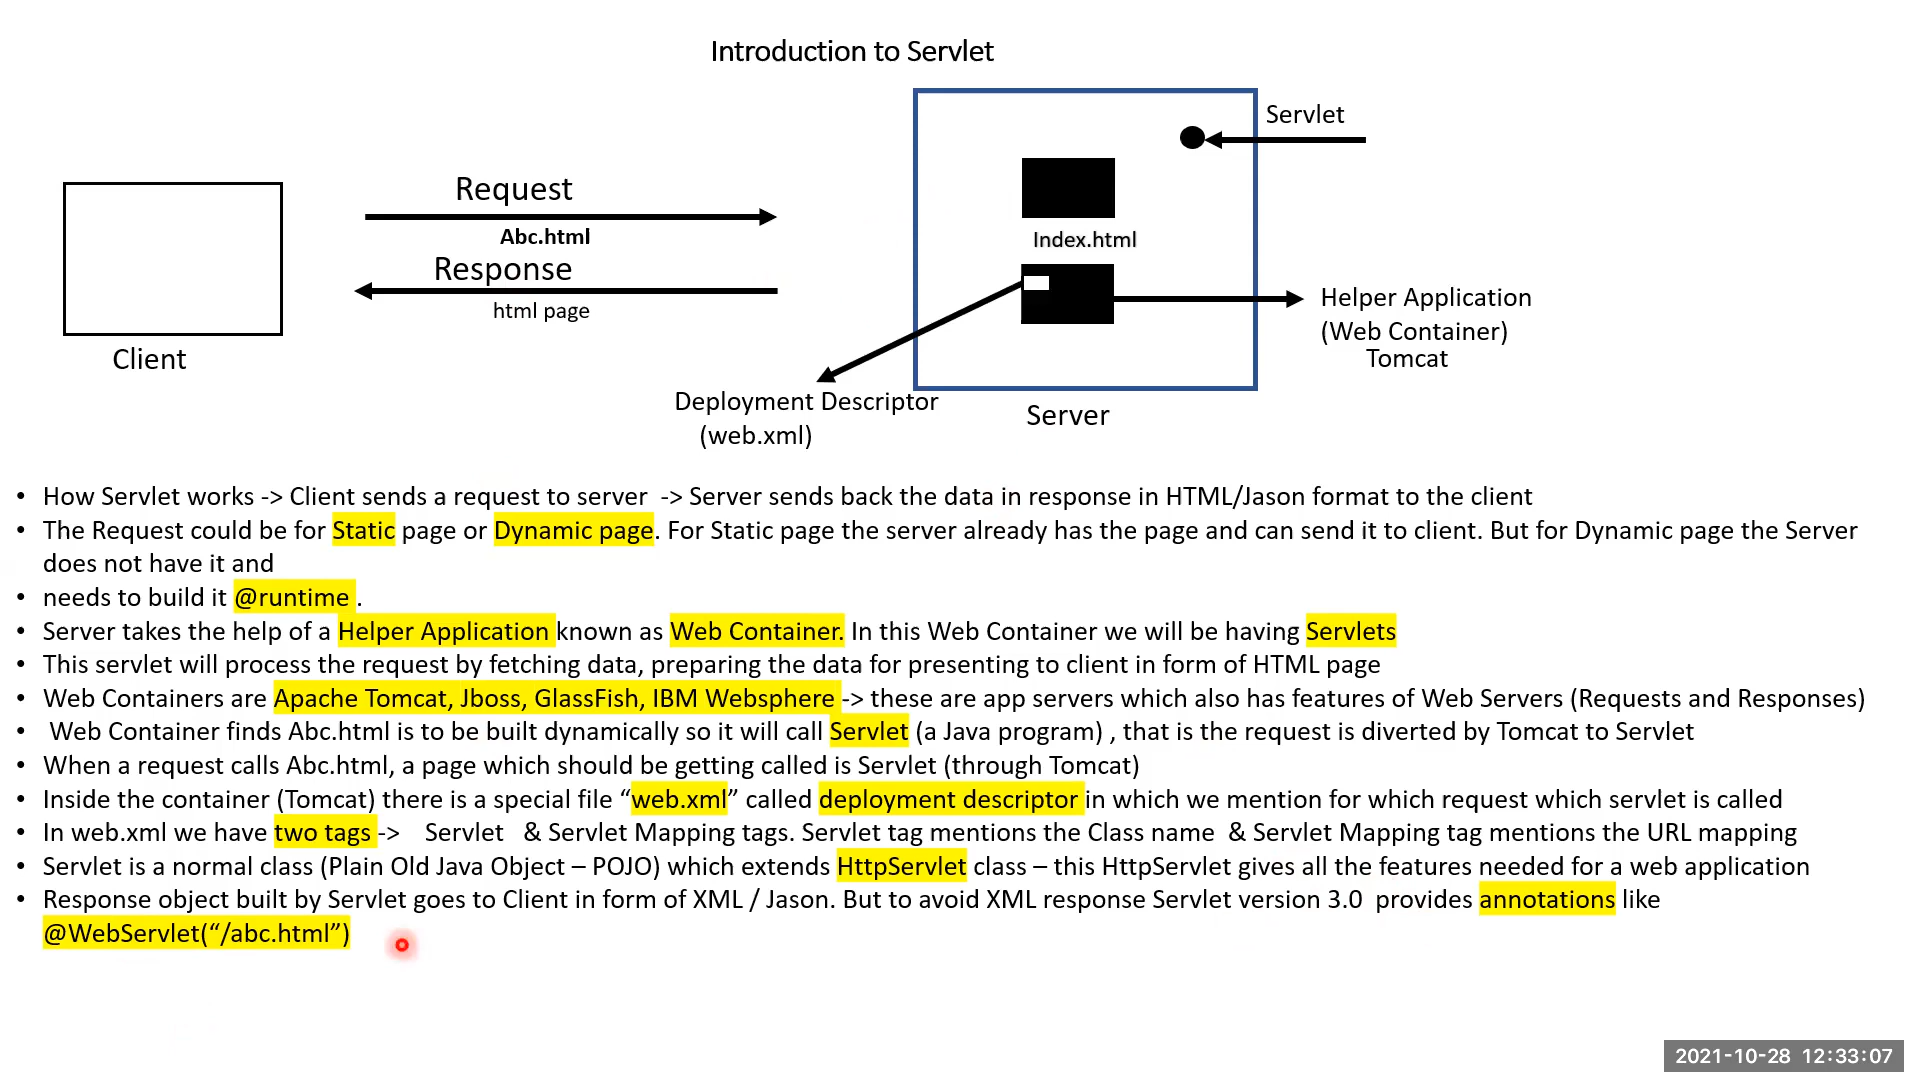 Introduction to Servlet
Servlet
Request
Abc.html
Response
html page
Client
Index.html
Helper Application
(Web Container)
Tomcat
Deployment Descriptor
(web.xml)
Server
• How Servlet works -> Client sends a request to server -> Server sends back the data in response in HTML/Jason format to the client
• The Request could be for Static page or Dynamic page. For Static page the server already has the page and can send it to client. But for Dynamic page the Server
does not have it and
• needs to build it @runtime .
• Server takes the help of a Helper Application known as Web Container. In this Web Container we will be having Servlets
• This servlet will process the request by fetching data, preparing the data for presenting to client in form of HTML page
• Web Containers are Apache Tomcat, Jboss, GlassFish, IBM Websphere -> these are app servers which also has features of Web Servers (Requests and Responses)
• Web Container finds Abc.html is to be built dynamically so it will call Servlet (a Java program) , that is the request is diverted by Tomcat to Servlet
• When a request calls Abc.html, a page which should be getting called is Servlet (through Tomcat)
• Inside the container (Tomcat) there is a special file “web.xml” called deployment descriptor in which we mention for which request which servlet is called
• In web.xml we have two tags -> Servlet & Servlet Mapping tags. Servlet tag mentions the Class name & Servlet Mapping tag mentions the URL mapping
• Servlet is a normal class (Plain Old Java Object – POJO) which extends HttpServlet class – this HttpServlet gives all the features needed for a web application
• Response object built by Servlet goes to Client in form of XML / Jason. But to avoid XML response Servlet version 3.0 provides annotations like
@WebServlet(“/abc.html”)
2021-10-28 12:33:07